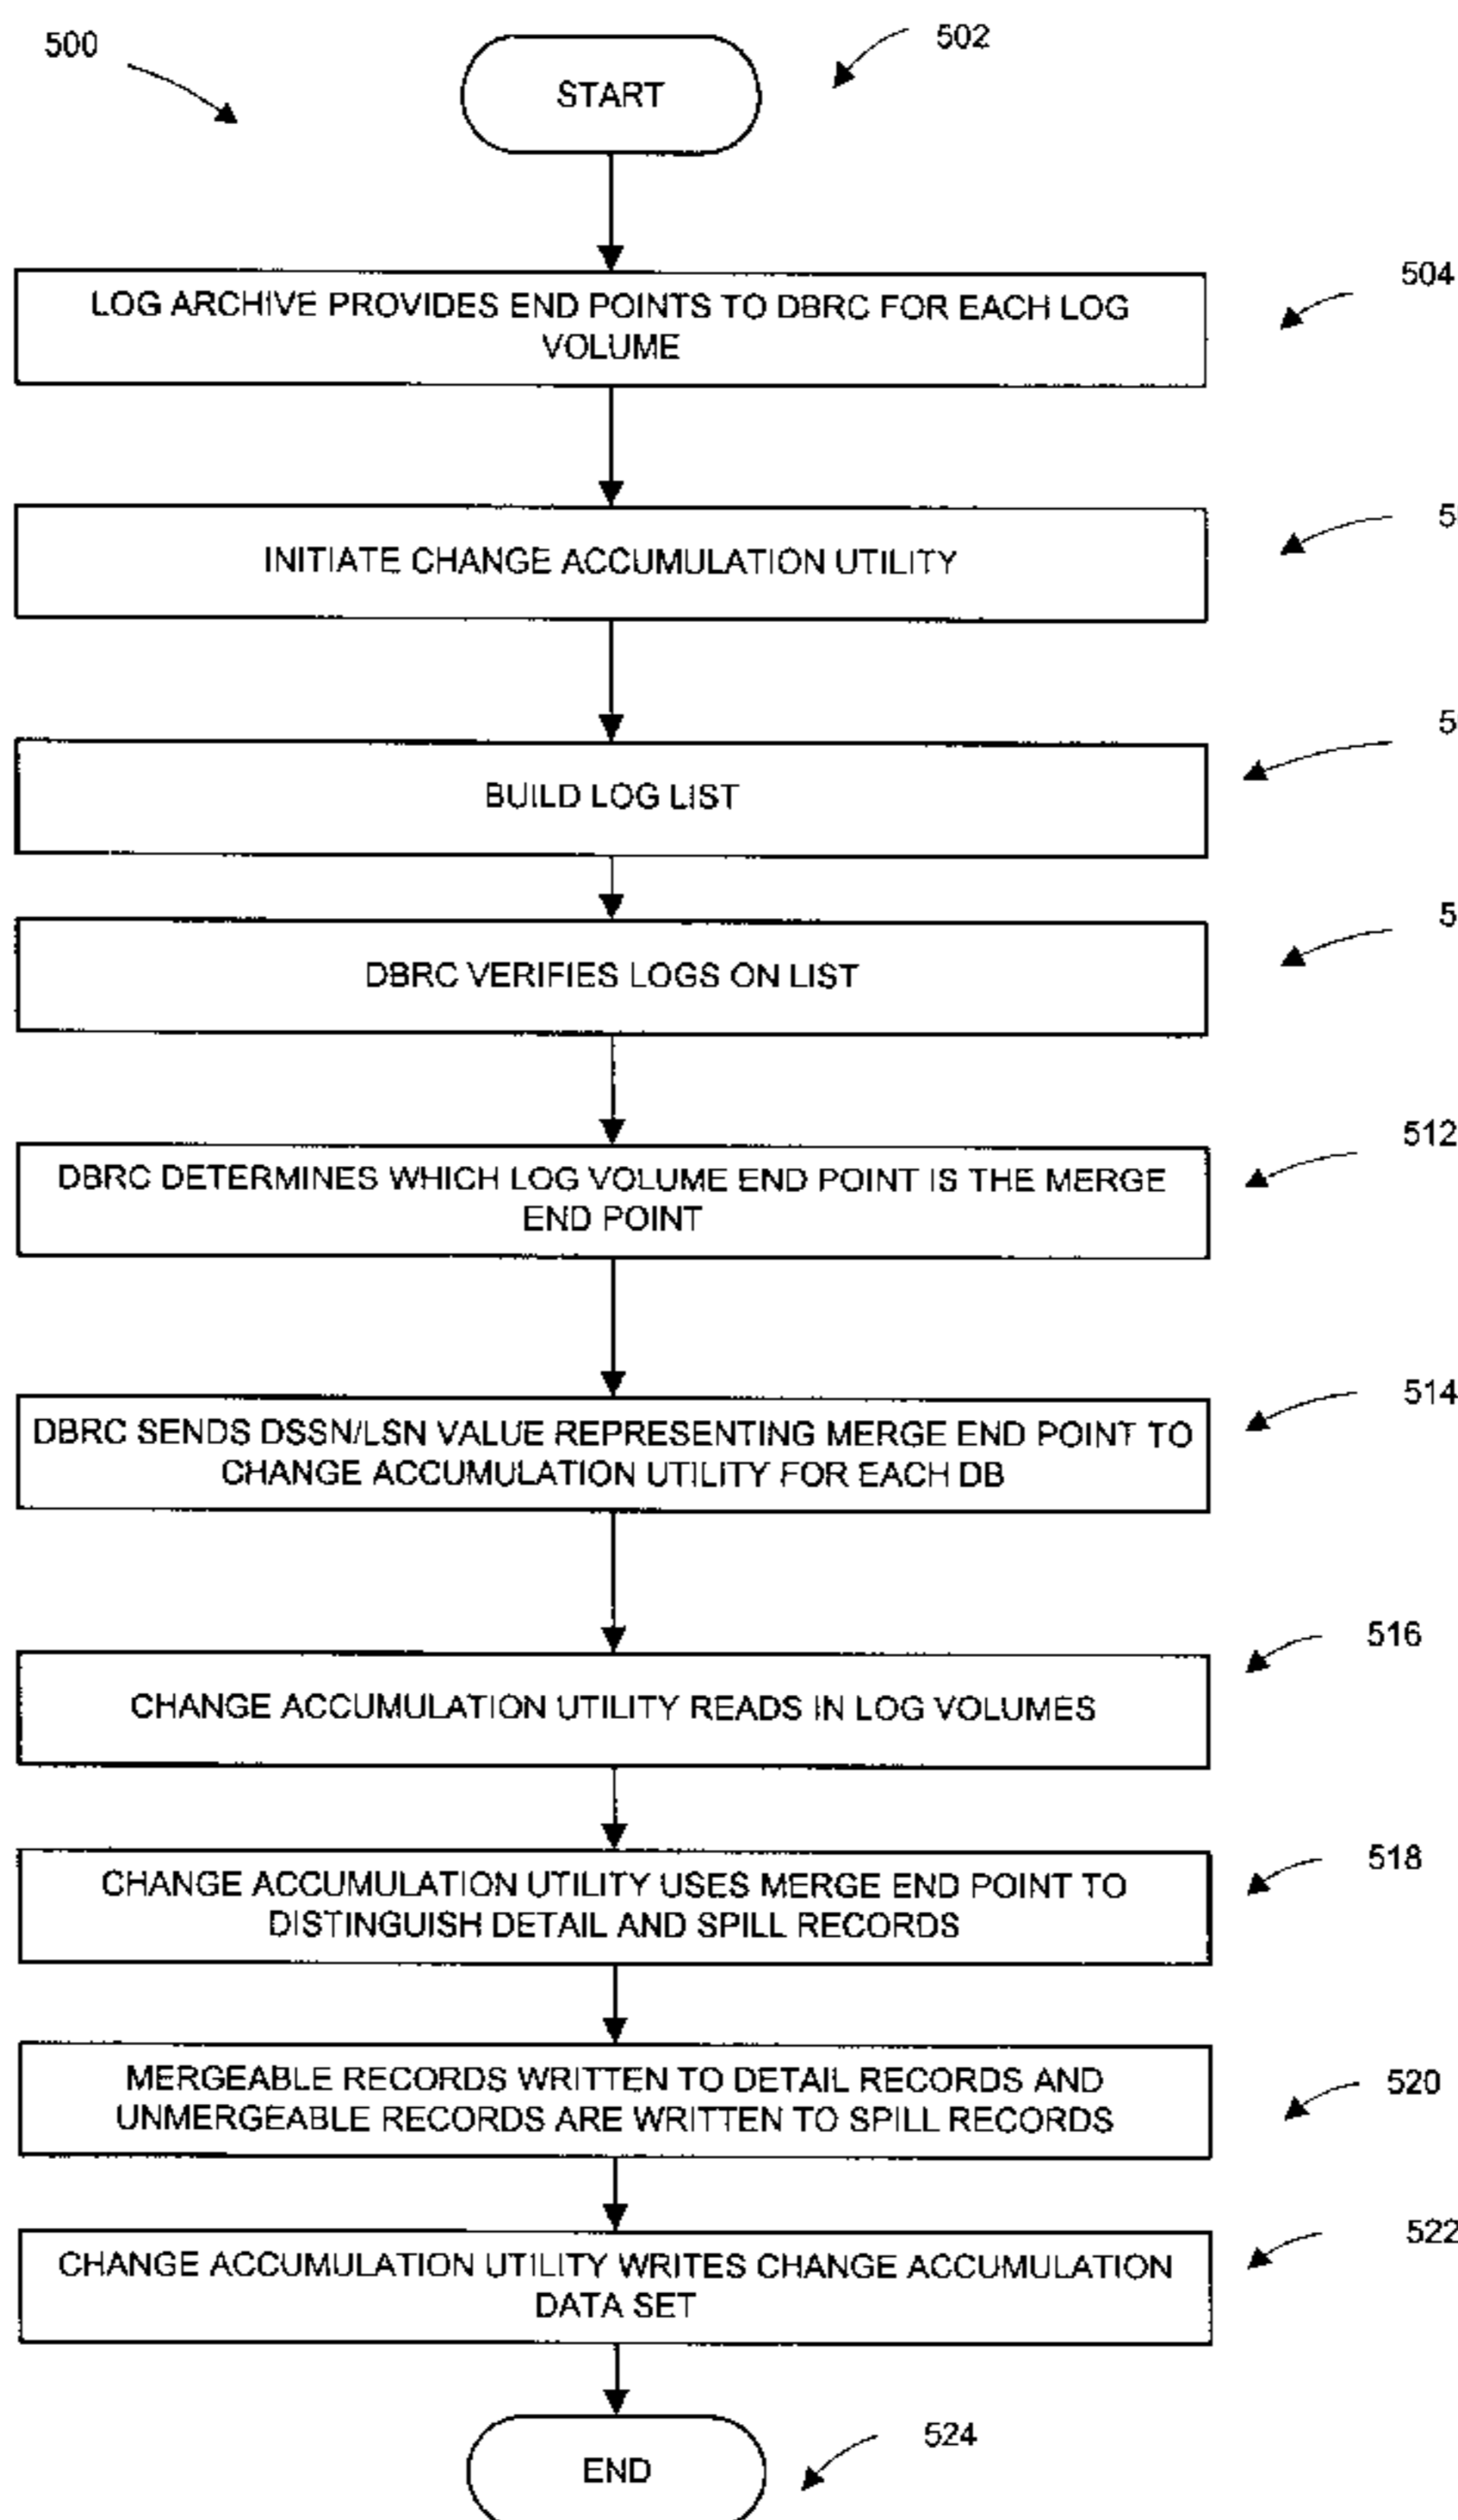 500
502
START
LOG ARCHIVE PROVIDES END POINTS TO DBRC FOR EACH LOG
VOLUME
504
INITIATE CHANGE ACCUMULATION UTILITY
BUILD LOG LIST
DBRC VERIFIES LOGS ON LIST
512
DBRC DETERMINES WHICH LOG VOLUME END POINT IS THE MERGE
END POINT
514
DBRC SENDS DSSN/LSN VALUE REPRESENTING MERGE END POINT TO
CHANGE ACCUMULATION UTILITY FOR EACH DB
516
CHANGE ACCUMULATION UTILITY READS IN LOG VOLUMES
518
CHANGE ACCUMULATION UTILITY USES MERGE END POINT TO
DISTINGUISH DETAIL AND SPILL RECORDS
520
MERGEABLE RECORDS WRITTEN TO DETAIL RECORDS AND
UNMERGEABLE RECORDS ARE WRITTEN TO SPILL RECORDS
522
CHANGE ACCUMULATION UTILITY WRITES CHANGE ACCUMULATION
DATA SET
524
END